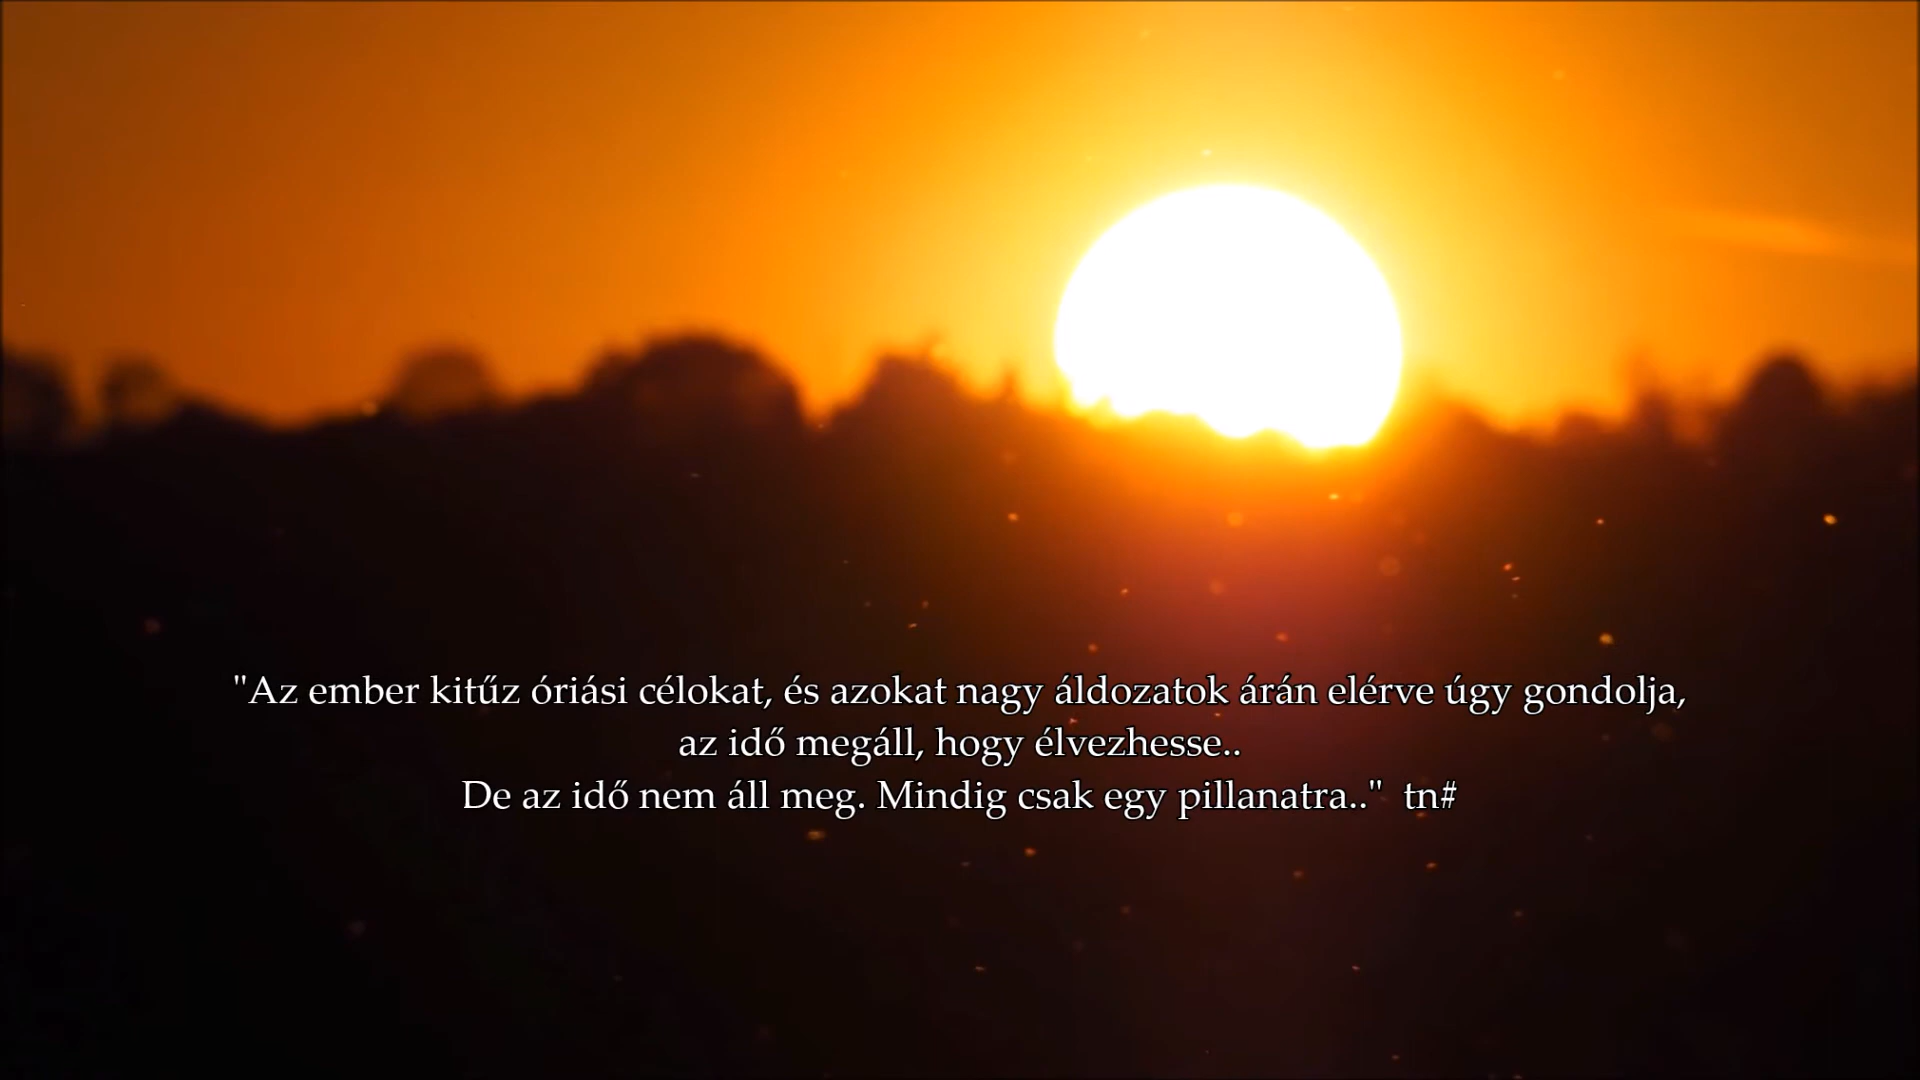 "Az ember kitűz óriási célokat, és azokat nagy áldozatok árán elérve úgy gondolja,
az idő megáll, hogy élvezhesse..
De az idő nem áll meg. Mindig csak egy pillanatra.." tn#